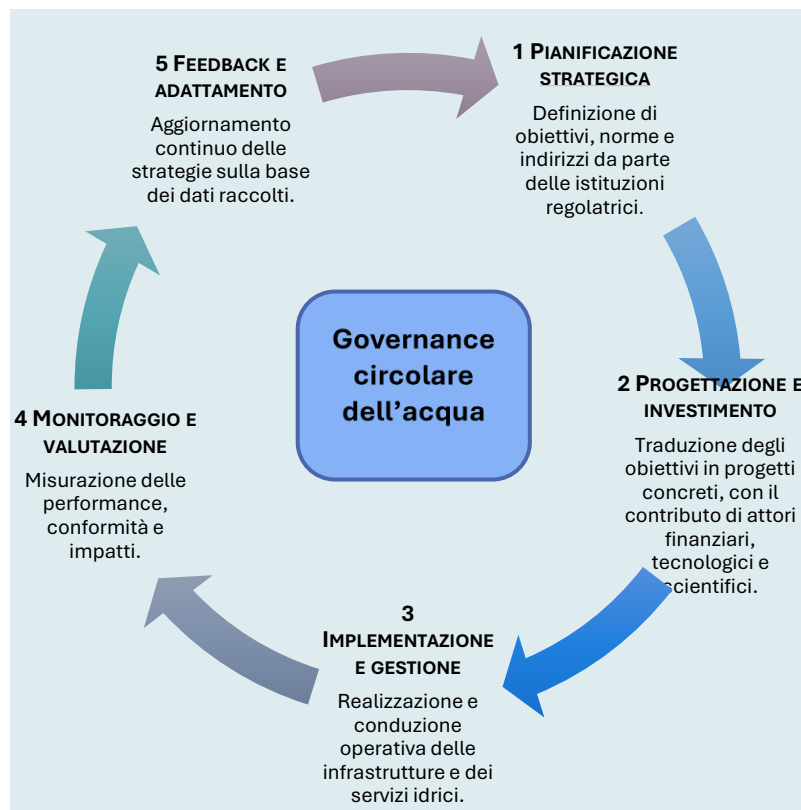 1 PIANIFICAZIONE
STRATEGICA
Definizione di
obiettivi, norme e
indirizzi da parte
delle istituzioni
regolatrici.
2 PROGETTAZIONE E
INVESTIMENTO
Traduzione degli
obiettivi in progetti
concreti, con il
contributo di attori
finanziari,
tecnologici e
scientifici.
3
IMPLEMENTAZIONE
E GESTIONE
Realizzazione e
conduzione
operativa delle
infrastrutture e dei
servizi idrici.
4 MONITORAGGIO E
VALUTAZIONE
Misurazione delle
performance,
conformità e
impatti.
5 FEEDBACK E
ADATTAMENTO
Aggiornamento
continuo delle
strategie sulla base
dei dati raccolti.
Governance
circolare
dell’acqua